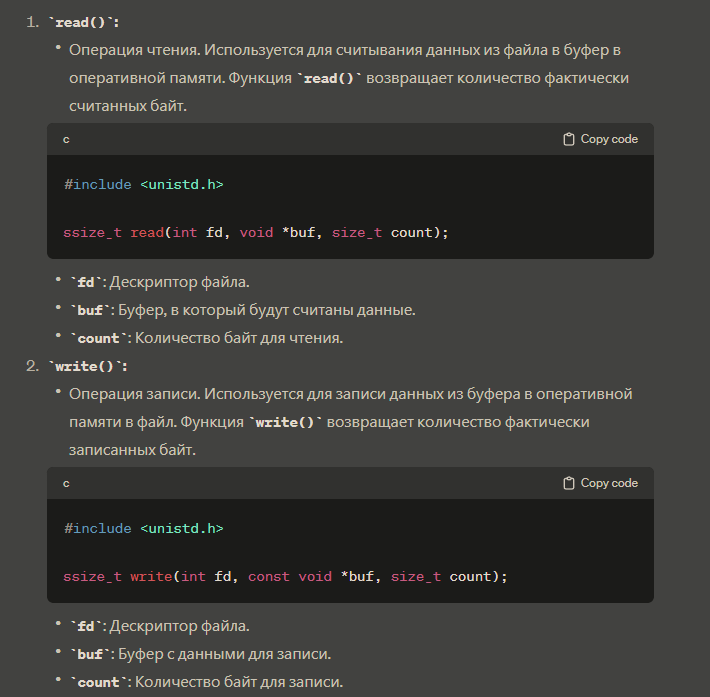 1. `read()`:
• Операция чтения. Используется для считывания данных из файла в буфер в
оперативной памяти. Функция `read()` возвращает количество фактически
считанных байт.
c Copy code
#include <unistd.h>
ssize_t read(int fd, void *buf, size_t count);
• `fd`: Дескриптор файла.
• `buf`: Буфер, в который будут считаны данные.
• `count`: Количество байт для чтения.
2. `write()`:
• Операция записи. Используется для записи данных из буфера в оперативной
памяти в файл. Функция `write()` возвращает количество фактически
записанных байт.
c Copy code
#include <unistd.h>
ssize_t write(int fd, const void *buf, size_t count);
• `fd`: Дескриптор файла.
• `buf`: Буфер с данными для записи.
• `count`: Количество байт для записи.